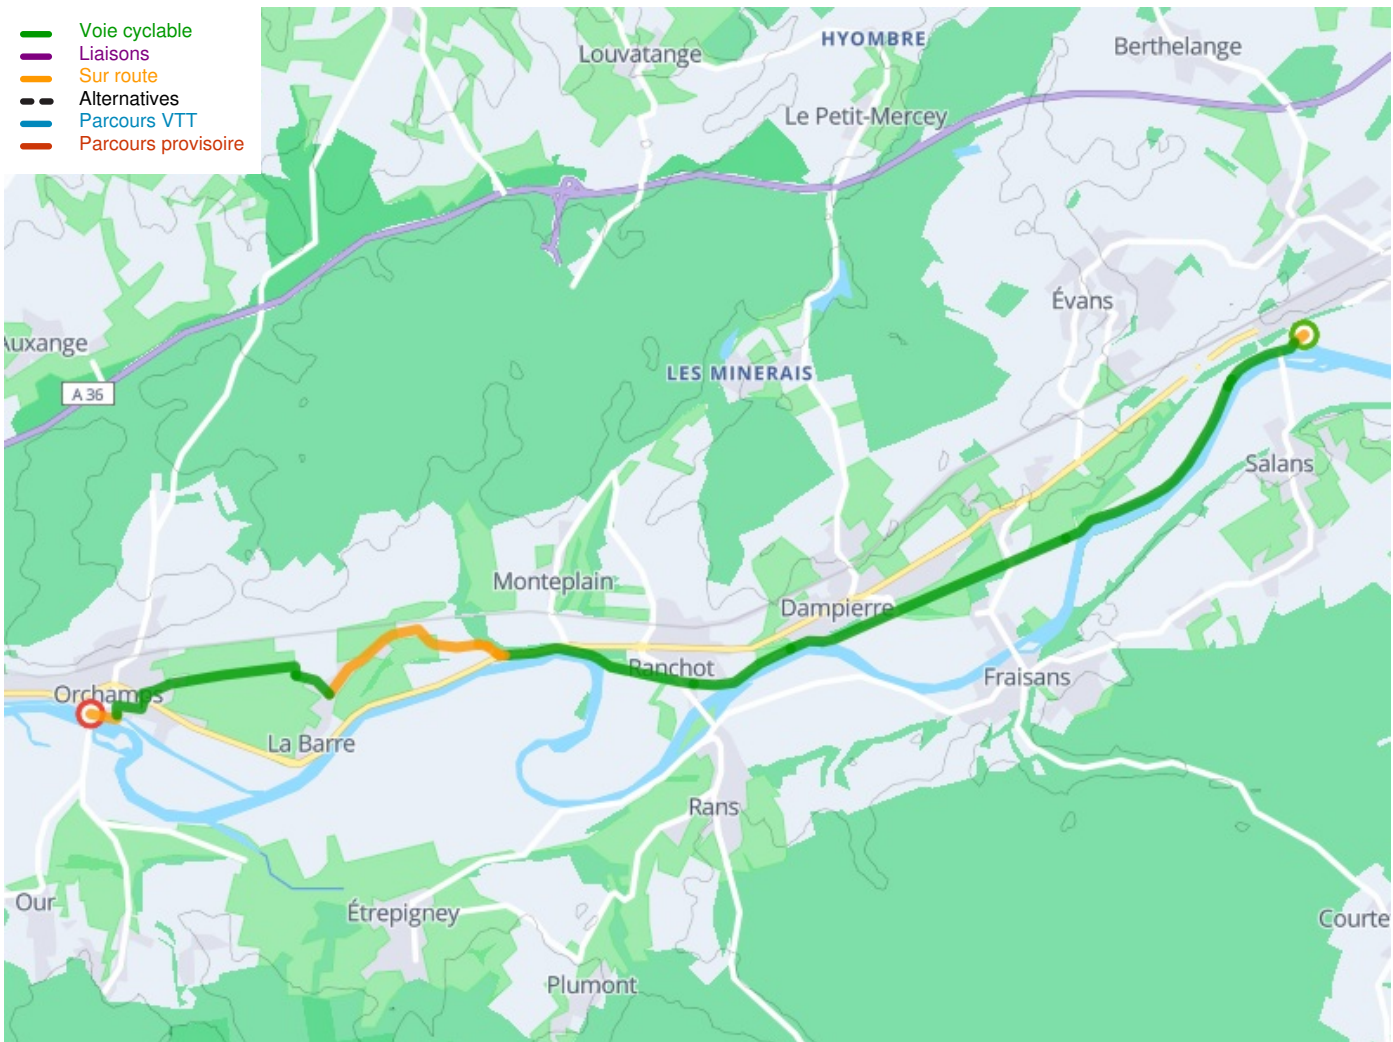 Voie cyclable
Liaisons
Sur route
Alternatives
Parcours VTT
Parcours provisoire
Louvatange
HYOMBRE
Berthelange
Le Petit-Mercey
Évans
Auxange
LES MINERAIS
A 36
Salans
Monteplain
Dampierre
Ranchot
Fraisans
Orchamps
La Barre
Rans
Our
Étrepigney
Courte
Plumont